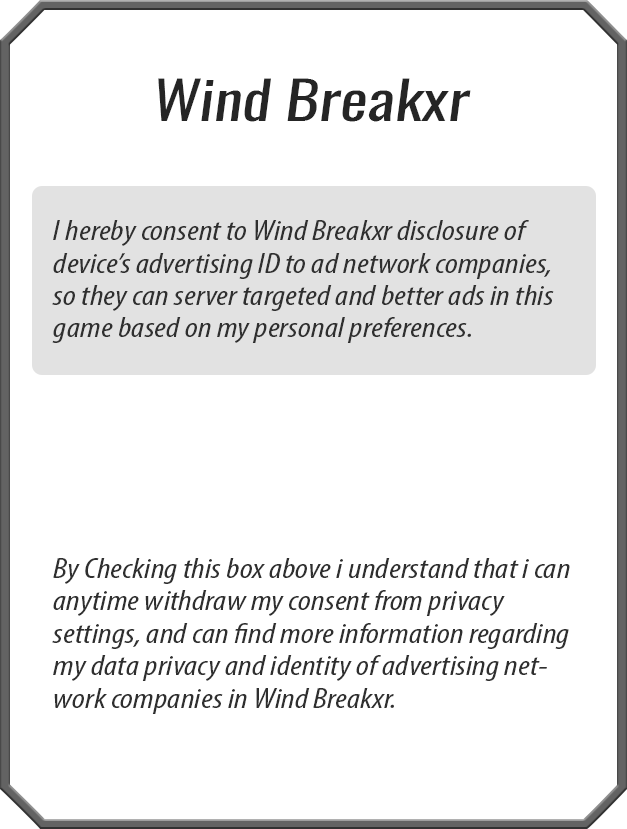 Wind Breakxr
I hereby consent to Wind Breakxr disclosure of
device's advertising ID to ad network companies,
so they can server targeted and better ads in this
game based on my personal preferences.
By Checking this box above i understand that i can
anytime withdraw my consent from privacy
settings, and can find more information regarding
my data privacy and identity of advertising net-
work companies in Wind Breakxr.